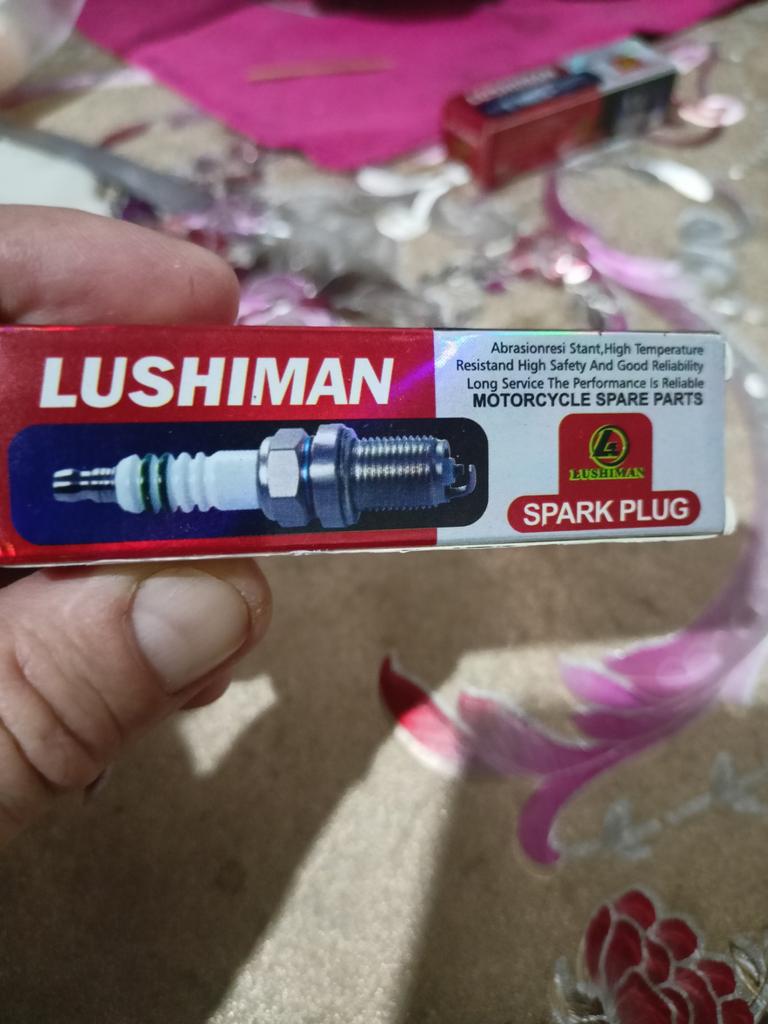 LUSHIMAN
LUSHIMAN
Abrasionresi Stant,High Temperature
Resistand High Safety And Good Reliability
Long Service The Performance Is Reliable
MOTORCYCLE SPARE PARTS
LUSHIMAN
SPARK PLUG